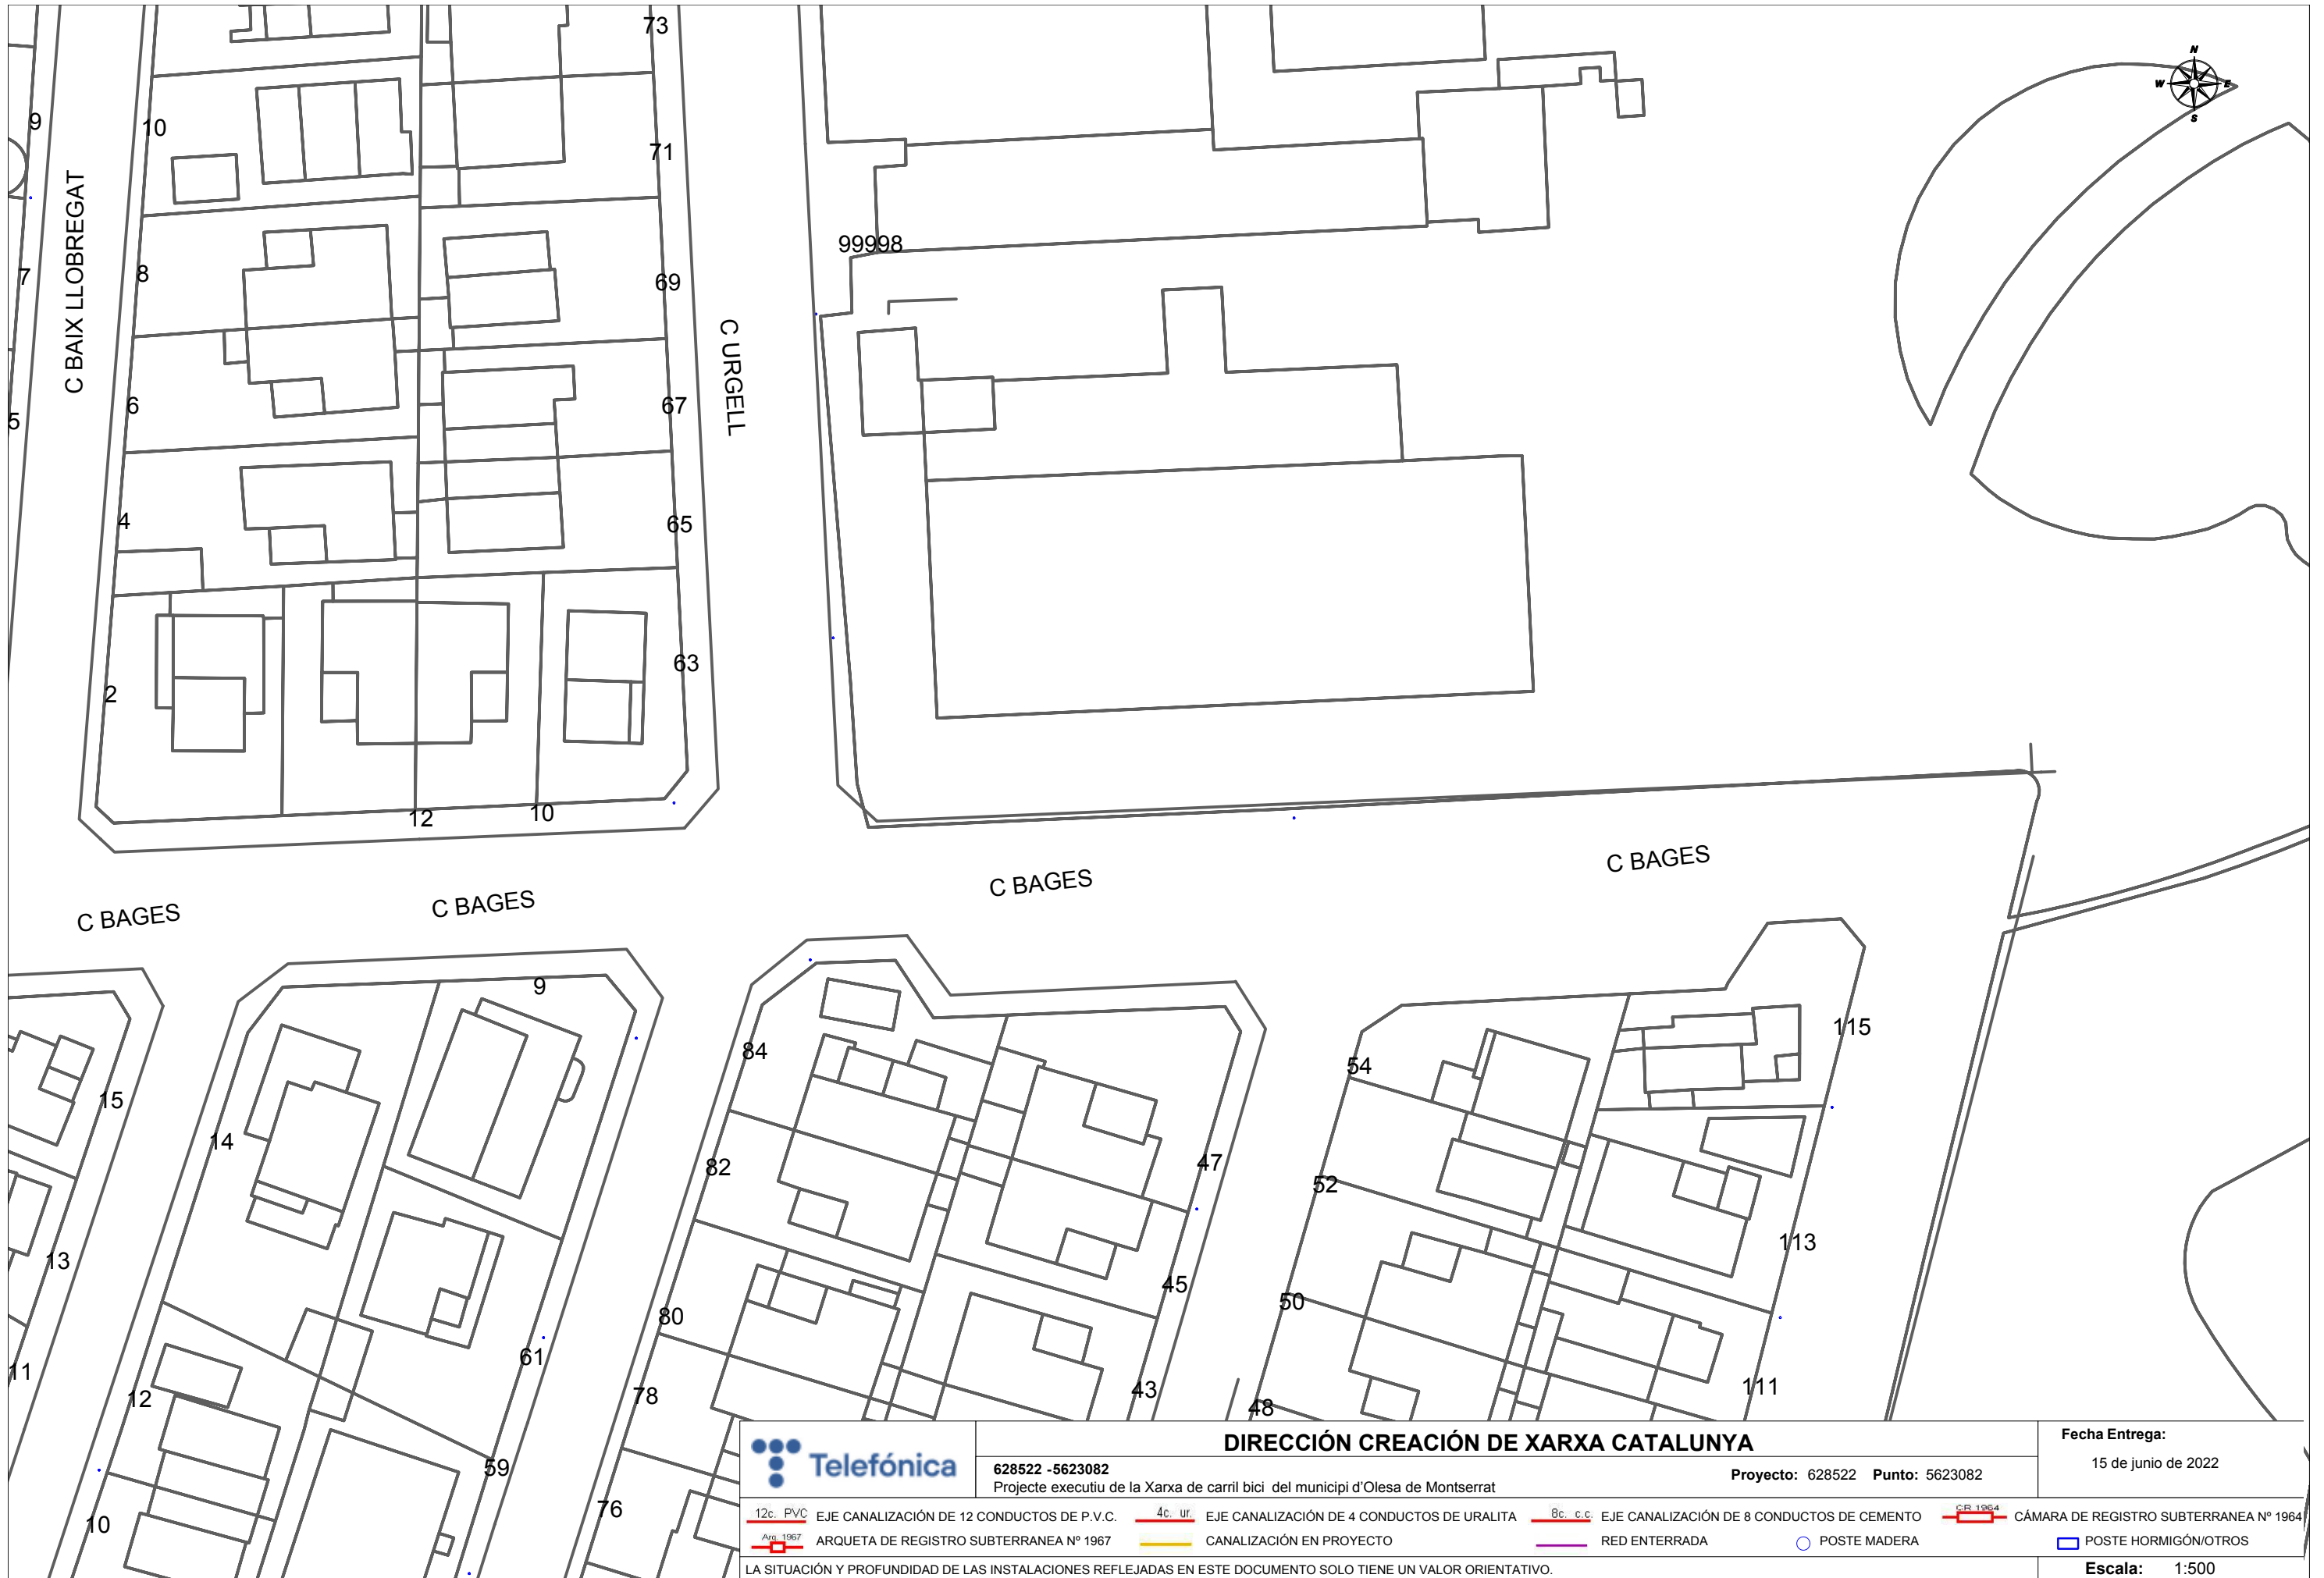 73
N
W E
S
9
10
71
C BAIX LLOBREGAT
99998
7
8
69
C URGELL
5
6
67
4
65
2
63
12
10
C BAGES
C BAGES
C BAGES
C BAGES
9
15
14
84
54
115
82
47
52
13
113
80
45
50
11
61
12
78
43
48
111
59
10
76
Telefónica
DIRECCIÓN CREACIÓN DE XARXA CATALUNYA
628522 -5623082
Projecte executiu de la Xarxa de carril bici del municipi d'Olesa de Montserrat
Proyecto: 628522 Punto: 5623082
Fecha Entrega:
15 de junio de 2022
12c. PVC EJE CANALIZACIÓN DE 12 CONDUCTOS DE P.V.C. 4c. ur. EJE CANALIZACIÓN DE 4 CONDUCTOS DE URALITA 8c. c.c. EJE CANALIZACIÓN DE 8 CONDUCTOS DE CEMENTO C.R. 1964 CÁMARA DE REGISTRO SUBTERRANEA Nº 1964
Arq. 1967 ARQUETA DE REGISTRO SUBTERRANEA Nº 1967 CANALIZACIÓN EN PROYECTO RED ENTERRADA POSTE MADERA POSTE HORMIGÓN/OTROS
LA SITUACIÓN Y PROFUNDIDAD DE LAS INSTALACIONES REFLEJADAS EN ESTE DOCUMENTO SOLO TIENE UN VALOR ORIENTATIVO.
Escala: 1:500